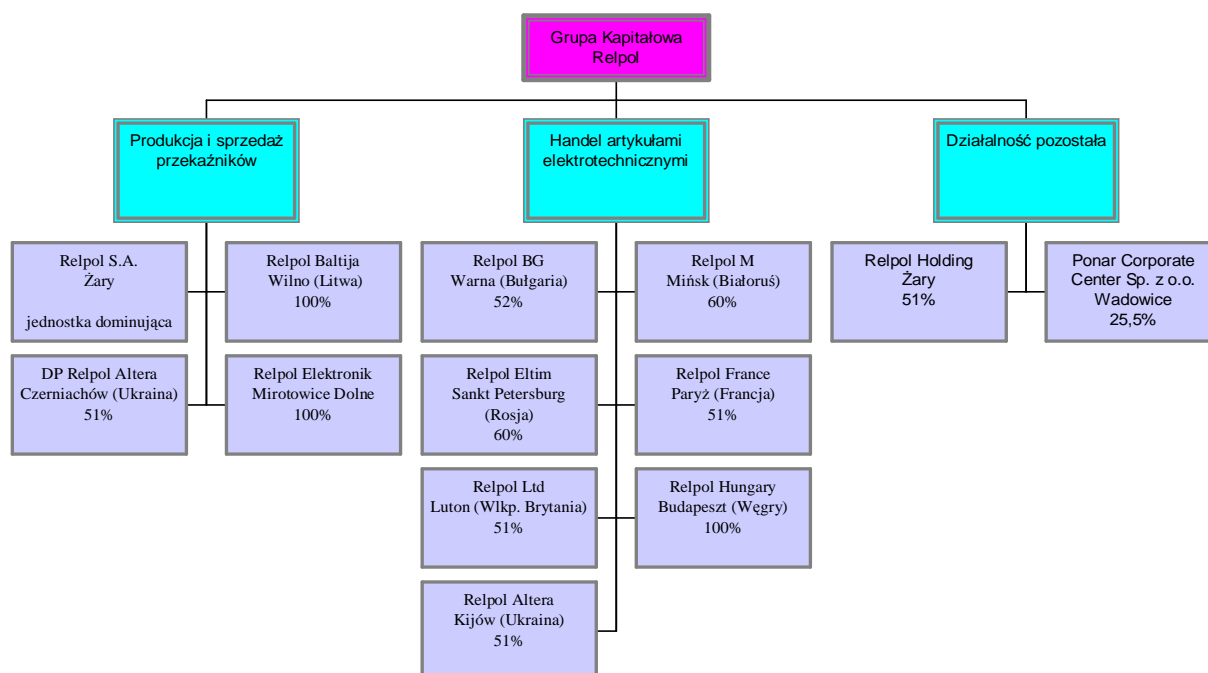 Grupa Kapitałowa
Relpol
Produkcja i sprzedaż
przekaźników
Handel artykułami
elektrotechnicznymi
Działalność pozostała
Relpol S.A.
Żary
jednostka dominująca
Relpol Baltija
Wilno (Litwa)
100%
DP Relpol Altera
Czerniachów (Ukraina)
51%
Relpol Elektronik
Mirotowice Dolne
100%
Relpol BG
Warna (Bułgaria)
52%
Relpol M
Mińsk (Białoruś)
60%
Relpol Eltim
Sankt Petersburg
(Rosja)
60%
Relpol France
Paryż (Francja)
51%
Relpol Ltd
Luton (Wlkp. Brytania)
51%
Relpol Hungary
Budapeszt (Węgry)
100%
Relpol Altera
Kijów (Ukraina)
51%
Relpol Holding
Żary
51%
Ponar Corporate
Center Sp. z o.o.
Wadowice
25,5%